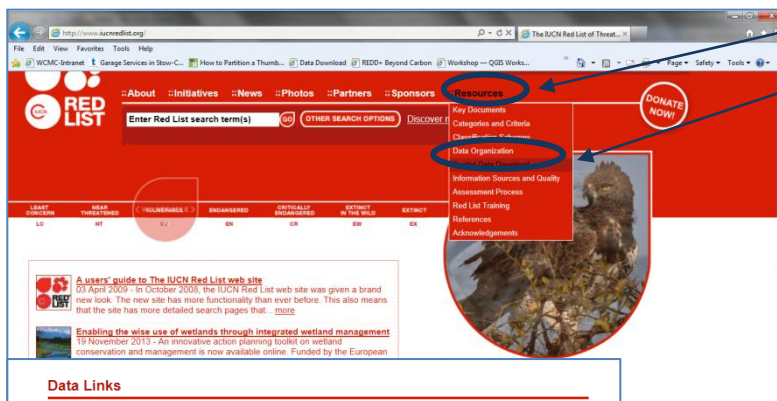 http://www.iucnredlist.org/
The IUCN Red List of Threat... ×
File Edit View Favorites Tools Help
WCMC-Intranet Garage Services in Stow-C... How to Partition a Thumb... Data Download REDD+ Beyond Carbon Workshop — QGIS Works...
Page Safety Tools
IUCN
RED LIST
::About ::Initiatives ::News ::Photos ::Partners ::Sponsors ::Resources
Enter Red List search term(s) GO OTHER SEARCH OPTIONS Discover
DONATE NOW!
Key Documents
Categories and Criteria
Classification Schemes
Data Organization
Spatial Data Download
Information Sources and Quality
Assessment Process
Red List Training
References
Acknowledgements
LEAST CONCERN NEAR THREATENED < VULNERABLE > ENDANGERED CRITICALLY ENDANGERED EXTINCT IN THE WILD EXTINCT
LC NT VU EN CR EW EX
RED LIST
A users' guide to The IUCN Red List web site
03 April 2009 - In October 2008, the IUCN Red List web site was given a brand
new look. The new site has more functionality than ever before. This also means
that the site has more detailed search pages that... more
Enabling the wise use of wetlands through integrated wetland management
19 November 2013 - An innovative action planning toolkit on wetland
conservation and management is now available online. Funded by the European
Data Links